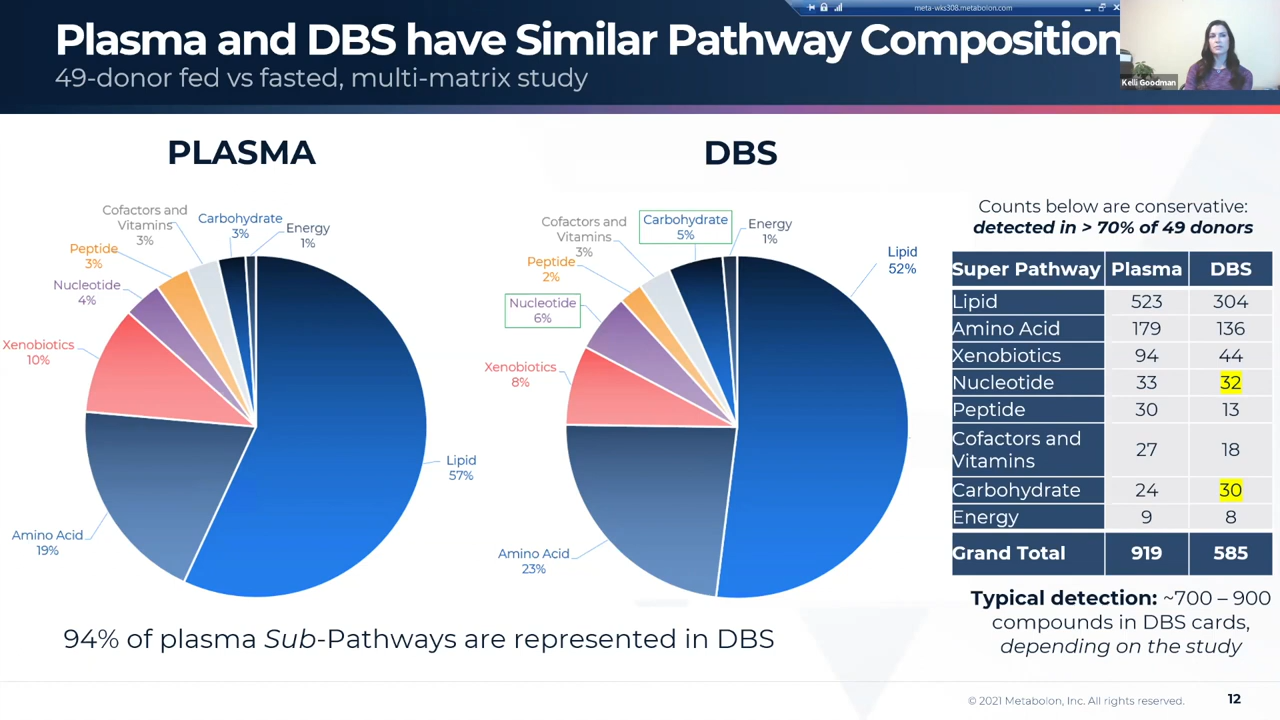 meta-wks308.metabolon.com
Plasma and DBS have Similar Pathway Composition
49-donor fed vs fasted, multi-matrix study
Kelli Goodman
PLASMA
Cofactors and
Vitamins
3%
Carbohydrate
3%
Energy
1%
Peptide
3%
Nucleotide
4%
Xenobiotics
10%
Lipid
57%
Amino Acid
19%
DBS
Cofactors and
Vitamins
3%
Carbohydrate
5%
Energy
1%
Lipid
52%
Peptide
2%
Nucleotide
6%
Xenobiotics
8%
Amino Acid
23%
Counts below are conservative:
detected in > 70% of 49 donors
Super Pathway Plasma DBS
Lipid 523 304
Amino Acid 179 136
Xenobiotics 94 44
Nucleotide 33 32
Peptide 30 13
Cofactors and
Vitamins 27 18
Carbohydrate 24 30
Energy 9 8
Grand Total 919 585
Typical detection: ~700 – 900
compounds in DBS cards,
depending on the study
94% of plasma Sub-Pathways are represented in DBS
© 2021 Metabolon, Inc. All rights reserved.
12